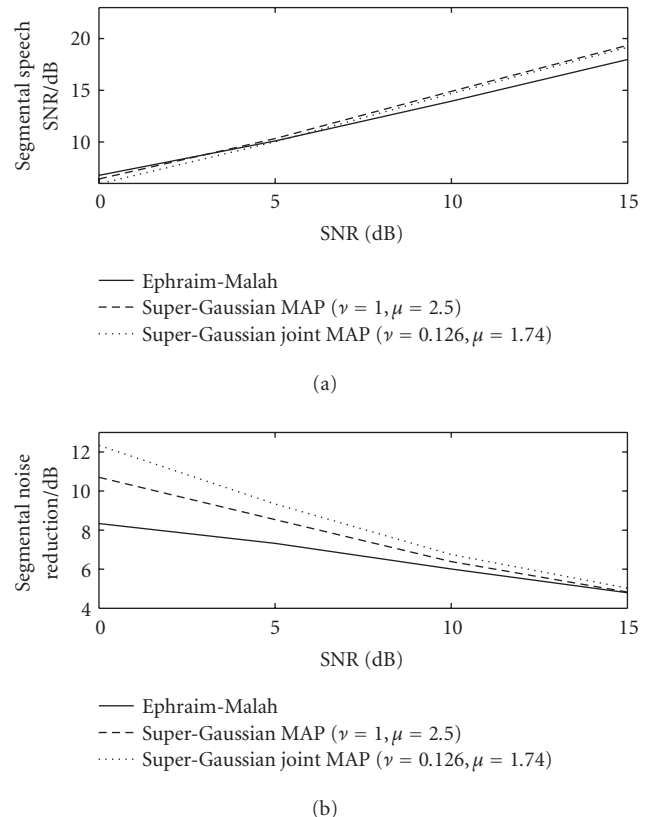 Segmental speech
SNR/dB
20
15
10
0
5
10
15
SNR (dB)
Ephraim-Malah
Super-Gaussian MAP (ν = 1, μ = 2.5)
Super-Gaussian joint MAP (ν = 0.126, μ = 1.74)
(a)
Segmental noise
reduction/dB
12
10
8
6
4
0
5
10
15
SNR (dB)
Ephraim-Malah
Super-Gaussian MAP (ν = 1, μ = 2.5)
Super-Gaussian joint MAP (ν = 0.126, μ = 1.74)
(b)